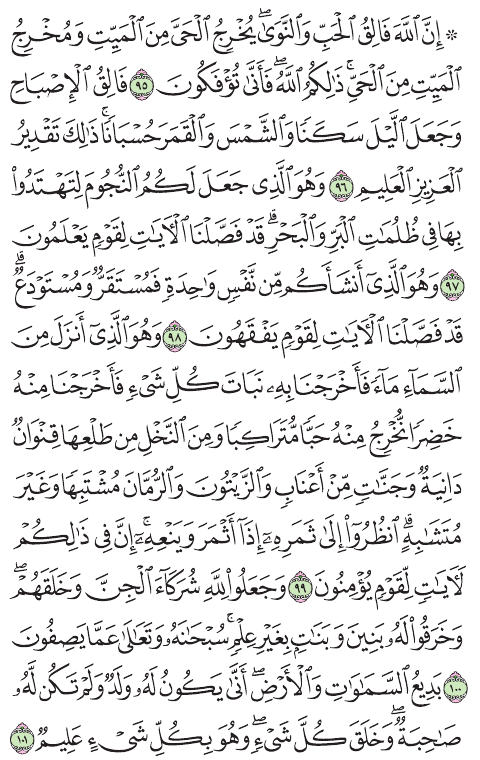 ۞ إِنَّ ٱللَّهَ فَالِقُ ٱلْحَبِّ وَٱلنَّوَىٰۖ يُخْرِجُ ٱلْحَىَّ مِنَ ٱلْمَيِّتِ وَمُخْرِجُ
ٱلْمَيِّتِ مِنَ ٱلْحَىِّۚ ذَٰلِكُمُ ٱللَّهُۖ فَأَنَّىٰ تُؤْفَكُونَ ٩٥ فَالِقُ ٱلْإِصْبَاحِ
وَجَعَلَ ٱلَّيْلَ سَكَنًا وَٱلشَّمْسَ وَٱلْقَمَرَ حُسْبَانًاۚ ذَٰلِكَ تَقْدِيرُ
ٱلْعَزِيزِ ٱلْعَلِيمِ ٩٦ وَهُوَ ٱلَّذِى جَعَلَ لَكُمُ ٱلنُّجُومَ لِتَهْتَدُوا۟
بِهَا فِى ظُلُمَٰتِ ٱلْبَرِّ وَٱلْبَحْرِۗ قَدْ فَصَّلْنَا ٱلْءَايَٰتِ لِقَوْمٍ يَعْلَمُونَ
٩٧ وَهُوَ ٱلَّذِىٓ أَنشَأَكُم مِّن نَّفْسٍ وَٰحِدَةٍ فَمُسْتَقَرٌّ وَمُسْتَوْدَعٌۗ
قَدْ فَصَّلْنَا ٱلْءَايَٰتِ لِقَوْمٍ يَفْقَهُونَ ٩٨ وَهُوَ ٱلَّذِىٓ أَنزَلَ مِنَ
ٱلسَّمَآءِ مَآءً فَأَخْرَجْنَا بِهِۦ نَبَاتَ كُلِّ شَىْءٍ فَأَخْرَجْنَا مِنْهُ
خَضِرًا نُّخْرِجُ مِنْهُ حَبًّا مُّتَرَاكِبًا وَمِنَ ٱلنَّخْلِ مِن طَلْعِهَا قِنْوَانٌ
دَانِيَةٌ وَجَنَّٰتٍ مِّنْ أَعْنَابٍ وَٱلزَّيْتُونَ وَٱلرُّمَّانَ مُشْتَبِهًا وَغَيْرَ
مُتَشَٰبِهٍۗ ٱنظُرُوٓا۟ إِلَىٰ ثَمَرِهِۦٓ إِذَآ أَثْمَرَ وَيَنْعِهِۦٓۚ إِنَّ فِى ذَٰلِكُمْ
لَءَايَٰتٍ لِّقَوْمٍ يُؤْمِنُونَ ٩٩ وَجَعَلُوا۟ لِلَّهِ شُرَكَآءَ ٱلْجِنَّ وَخَلَقَهُمْۖ
وَخَرَقُوا۟ لَهُۥ بَنِينَ وَبَنَٰتٍۭ بِغَيْرِ عِلْمٍۚ سُبْحَٰنَهُۥ وَتَعَٰلَىٰ عَمَّا يَصِفُونَ
١٠٠ بَدِيعُ ٱلسَّمَٰوَٰتِ وَٱلْأَرْضِۖ أَنَّىٰ يَكُونُ لَهُۥ وَلَدٌ وَلَمْ تَكُن لَّهُۥ
صَٰحِبَةٌۖ وَخَلَقَ كُلَّ شَىْءٍۖ وَهُوَ بِكُلِّ شَىْءٍ عَلِيمٌ ١٠١